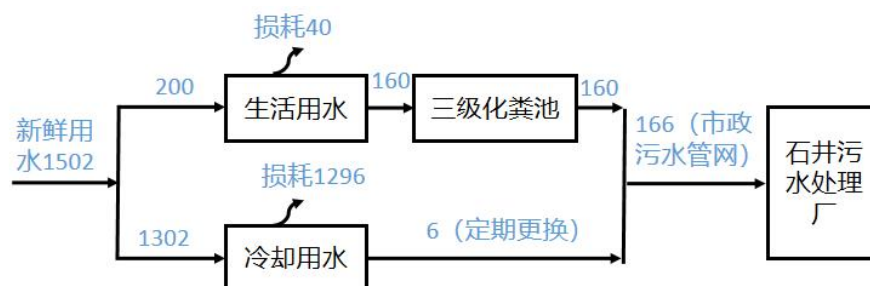 损耗40
200
生活用水
160
三级化粪池
160
新鲜用
水1502
166（市政
污水管网）
石井污
水处理
厂
损耗1296
1302
冷却用水
6（定期更换）